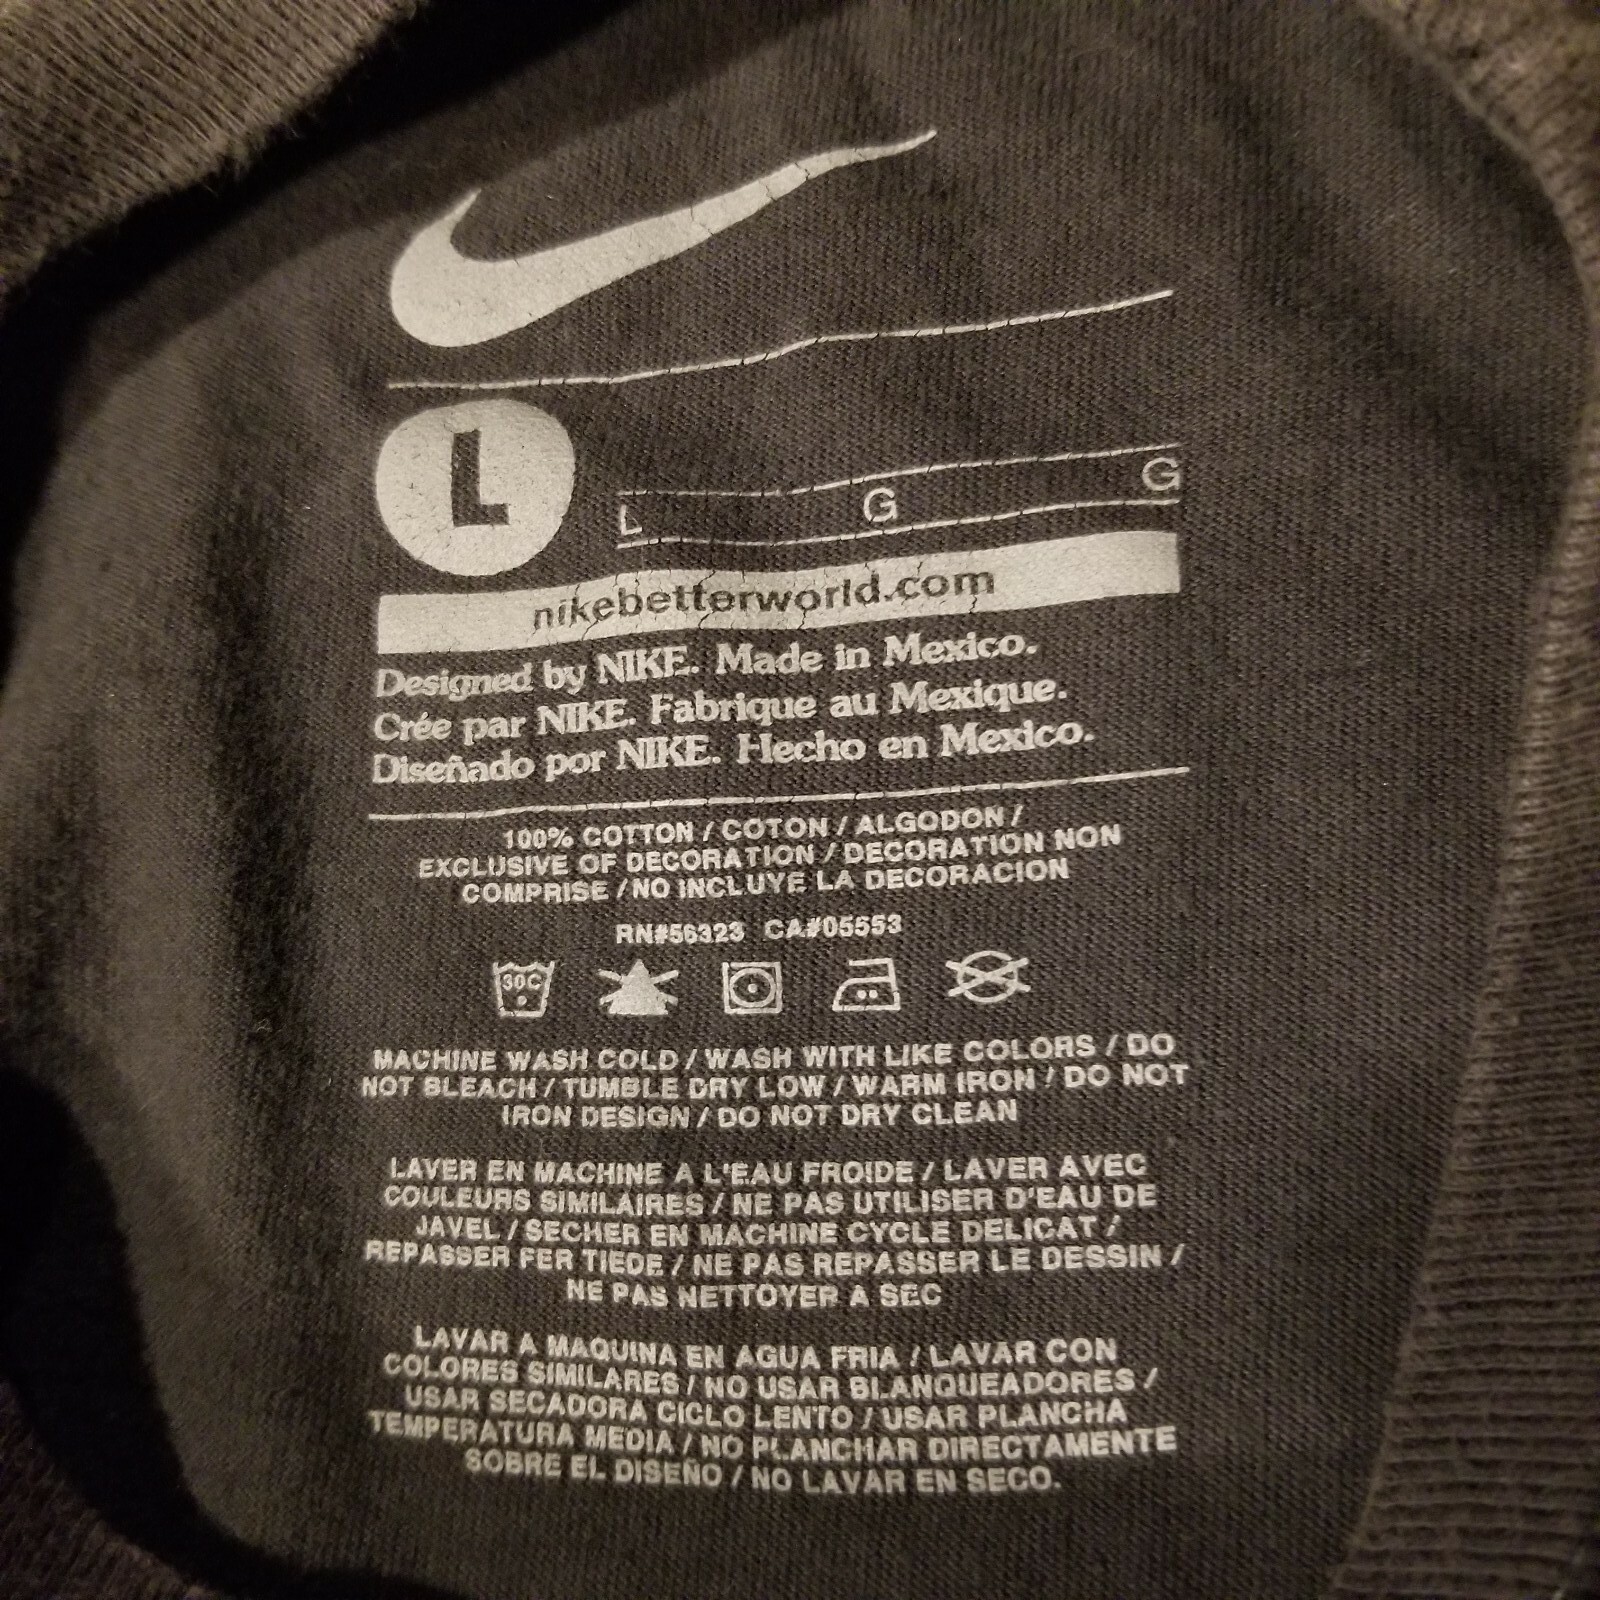 L
L G G
nikebetterworld.com
Designed by NIKE. Made in Mexico.
Crée par NIKE. Fabrique au Mexique.
Diseñado por NIKE. Hecho en Mexico.
100% COTTON / COTON / ALGODON /
EXCLUSIVE OF DECORATION / DECORATION NON
COMPRISE / NO INCLUYE LA DECORACION
RN#56323 CA#05553
30C
MACHINE WASH COLD / WASH WITH LIKE COLORS / DO
NOT BLEACH / TUMBLE DRY LOW / WARM IRON / DO NOT
IRON DESIGN / DO NOT DRY CLEAN
LAVER EN MACHINE A L'EAU FROIDE / LAVER AVEC
COULEURS SIMILAIRES / NE PAS UTILISER D'EAU DE
JAVEL / SECHER EN MACHINE CYCLE DELICAT /
REPASSER FER TIEDE / NE PAS REPASSER LE DESSIN /
NE PAS NETTOYER A SEC
LAVAR A MAQUINA EN AGUA FRIA / LAVAR CON
COLORES SIMILARES / NO USAR BLANQUEADORES /
USAR SECADORA CICLO LENTO / USAR PLANCHA
TEMPERATURA MEDIA / NO PLANCHAR DIRECTAMENTE
SOBRE EL DISEÑO / NO LAVAR EN SECO.